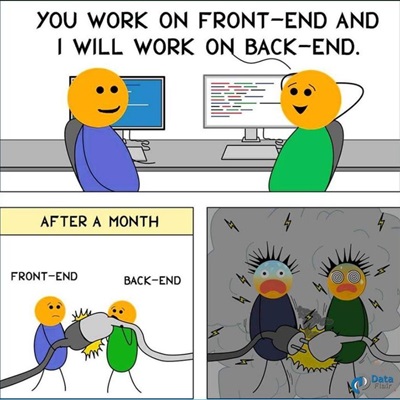 YOU WORK ON FRONT-END AND
I WILL WORK ON BACK-END.
AFTER A MONTH
FRONT-END
BACK-END
Data
Flair